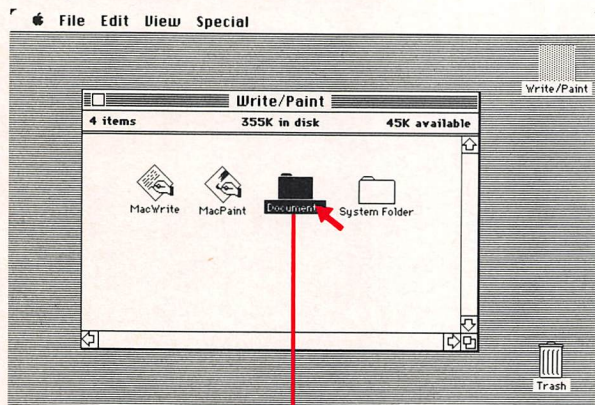 File Edit View Special
Write/Paint
Write/Paint
4 items 355K in disk 45K available
MacWrite MacPaint Document System Folder
Trash